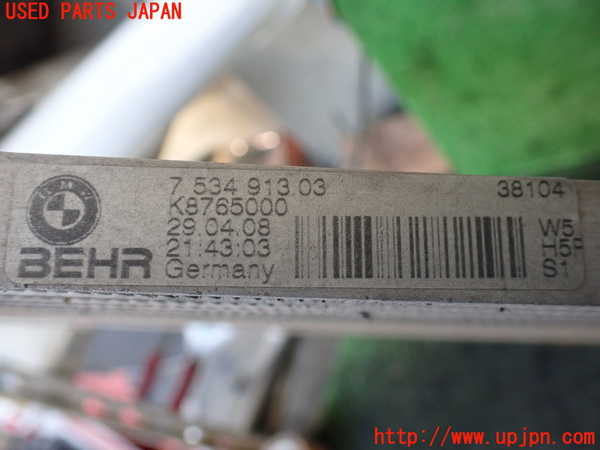 USED PARTS JAPAN
BMW
BEHR
7 534 913 03
K8765000
29.04.08
21:43:03
Germany
38104
W5
H5P
S1
http://www.upjpn.com/